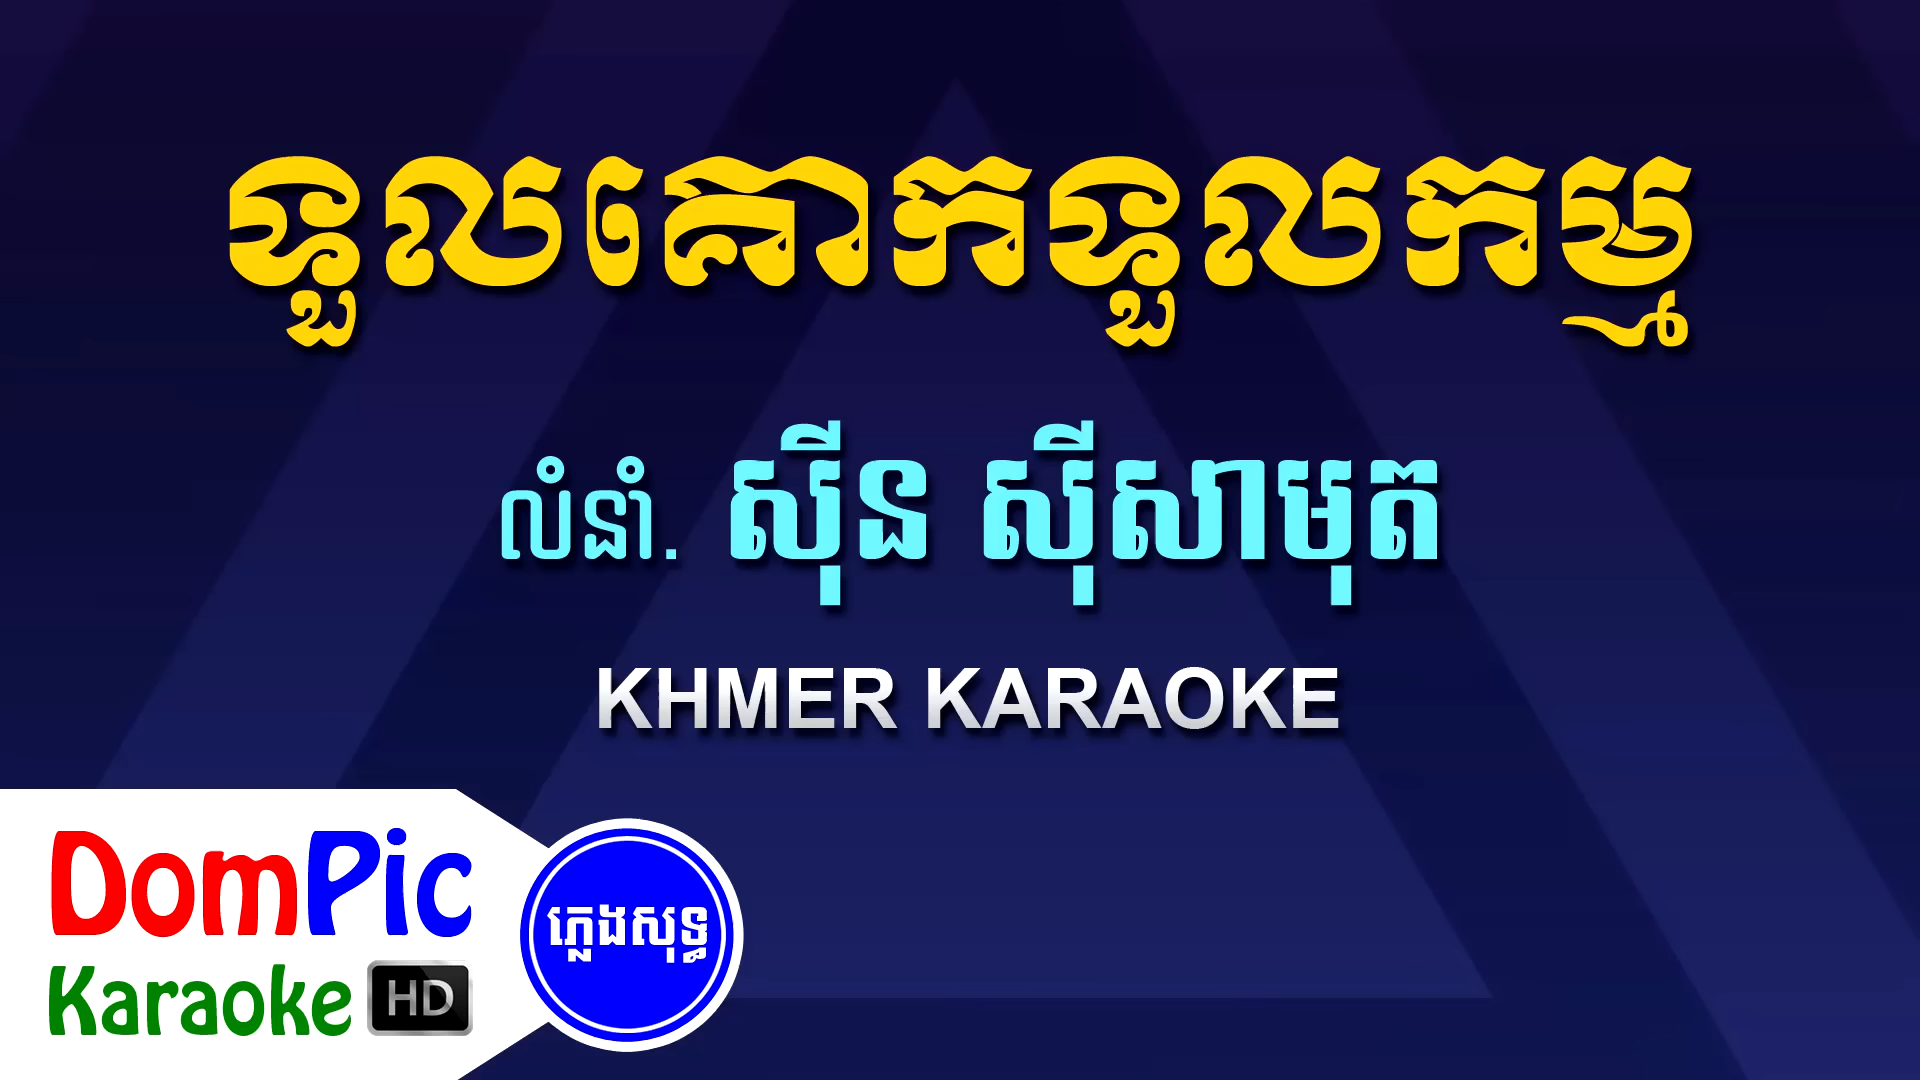 ទួលគោកទួលកម្ម
លំនាំ. ស៊ីន ស៊ីសាមុត
KHMER KARAOKE
DomPic
Karaoke HD
ភ្លេងសុទ្ធ